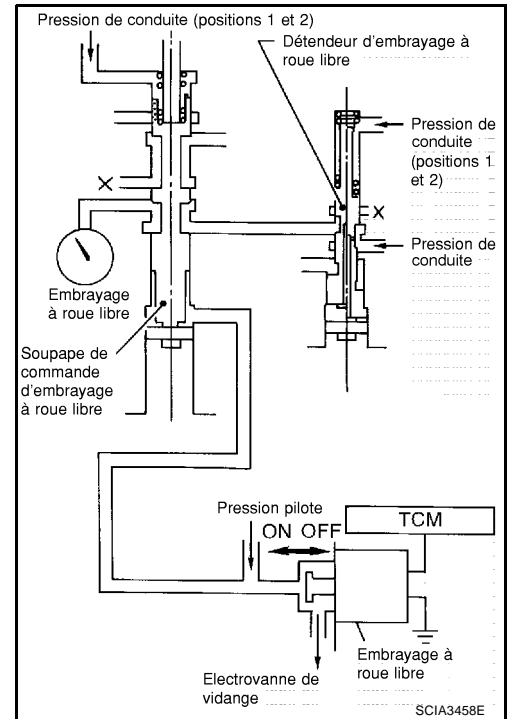 Pression de conduite (positions 1 et 2)
Détendeur d'embrayage à
roue libre
Pression de
conduite
(positions 1
et 2)
X
X
Pression de
conduite
Embrayage
à roue libre
Soupape de
commande
d'embrayage
à roue libre
Pression pilote
ON OFF
TCM
Embrayage à
roue libre
Electrovanne de
vidange
SCIA3458E